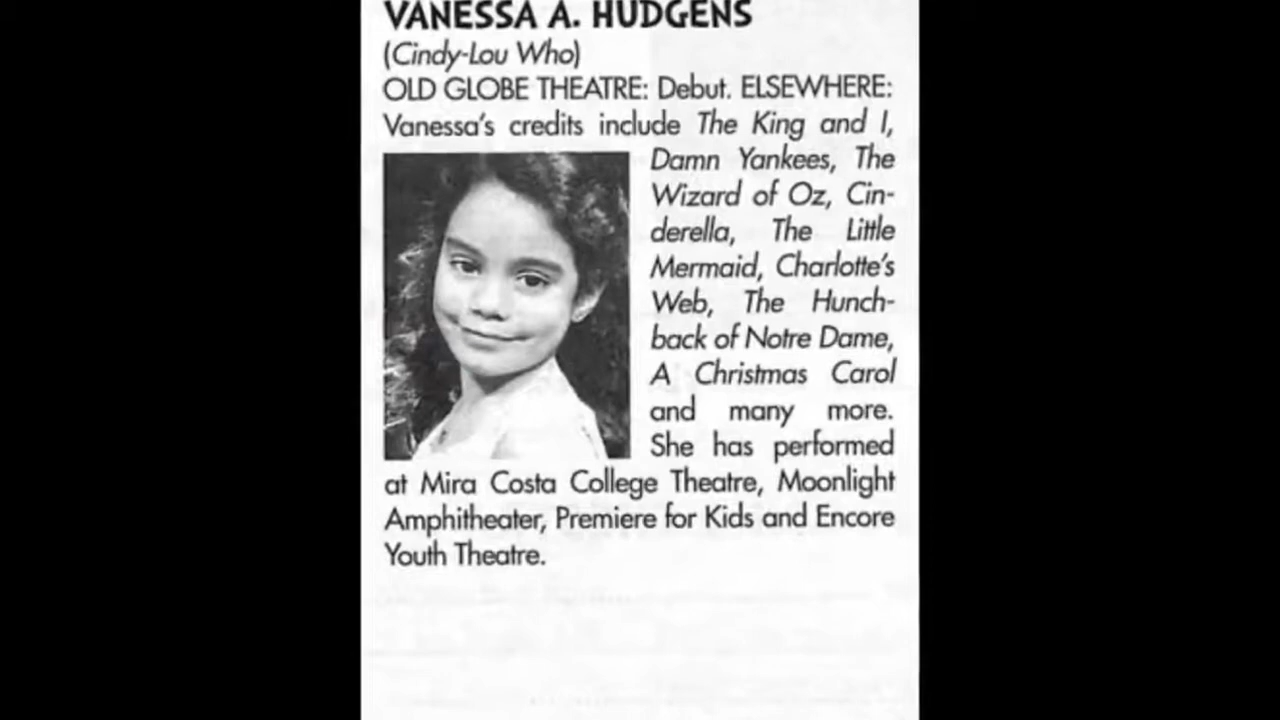 VANESSA A. HUDGENS
(Cindy-Lou Who)
OLD GLOBE THEATRE: Debut. ELSEWHERE:
Vanessa's credits include The King and I,
Damn Yankees, The
Wizard of Oz, Cin-
derella, The Little
Mermaid, Charlotte's
Web, The Hunch-
back of Notre Dame,
A Christmas Carol
and many more.
She has performed
at Mira Costa College Theatre, Moonlight
Amphitheater, Premiere for Kids and Encore
Youth Theatre.